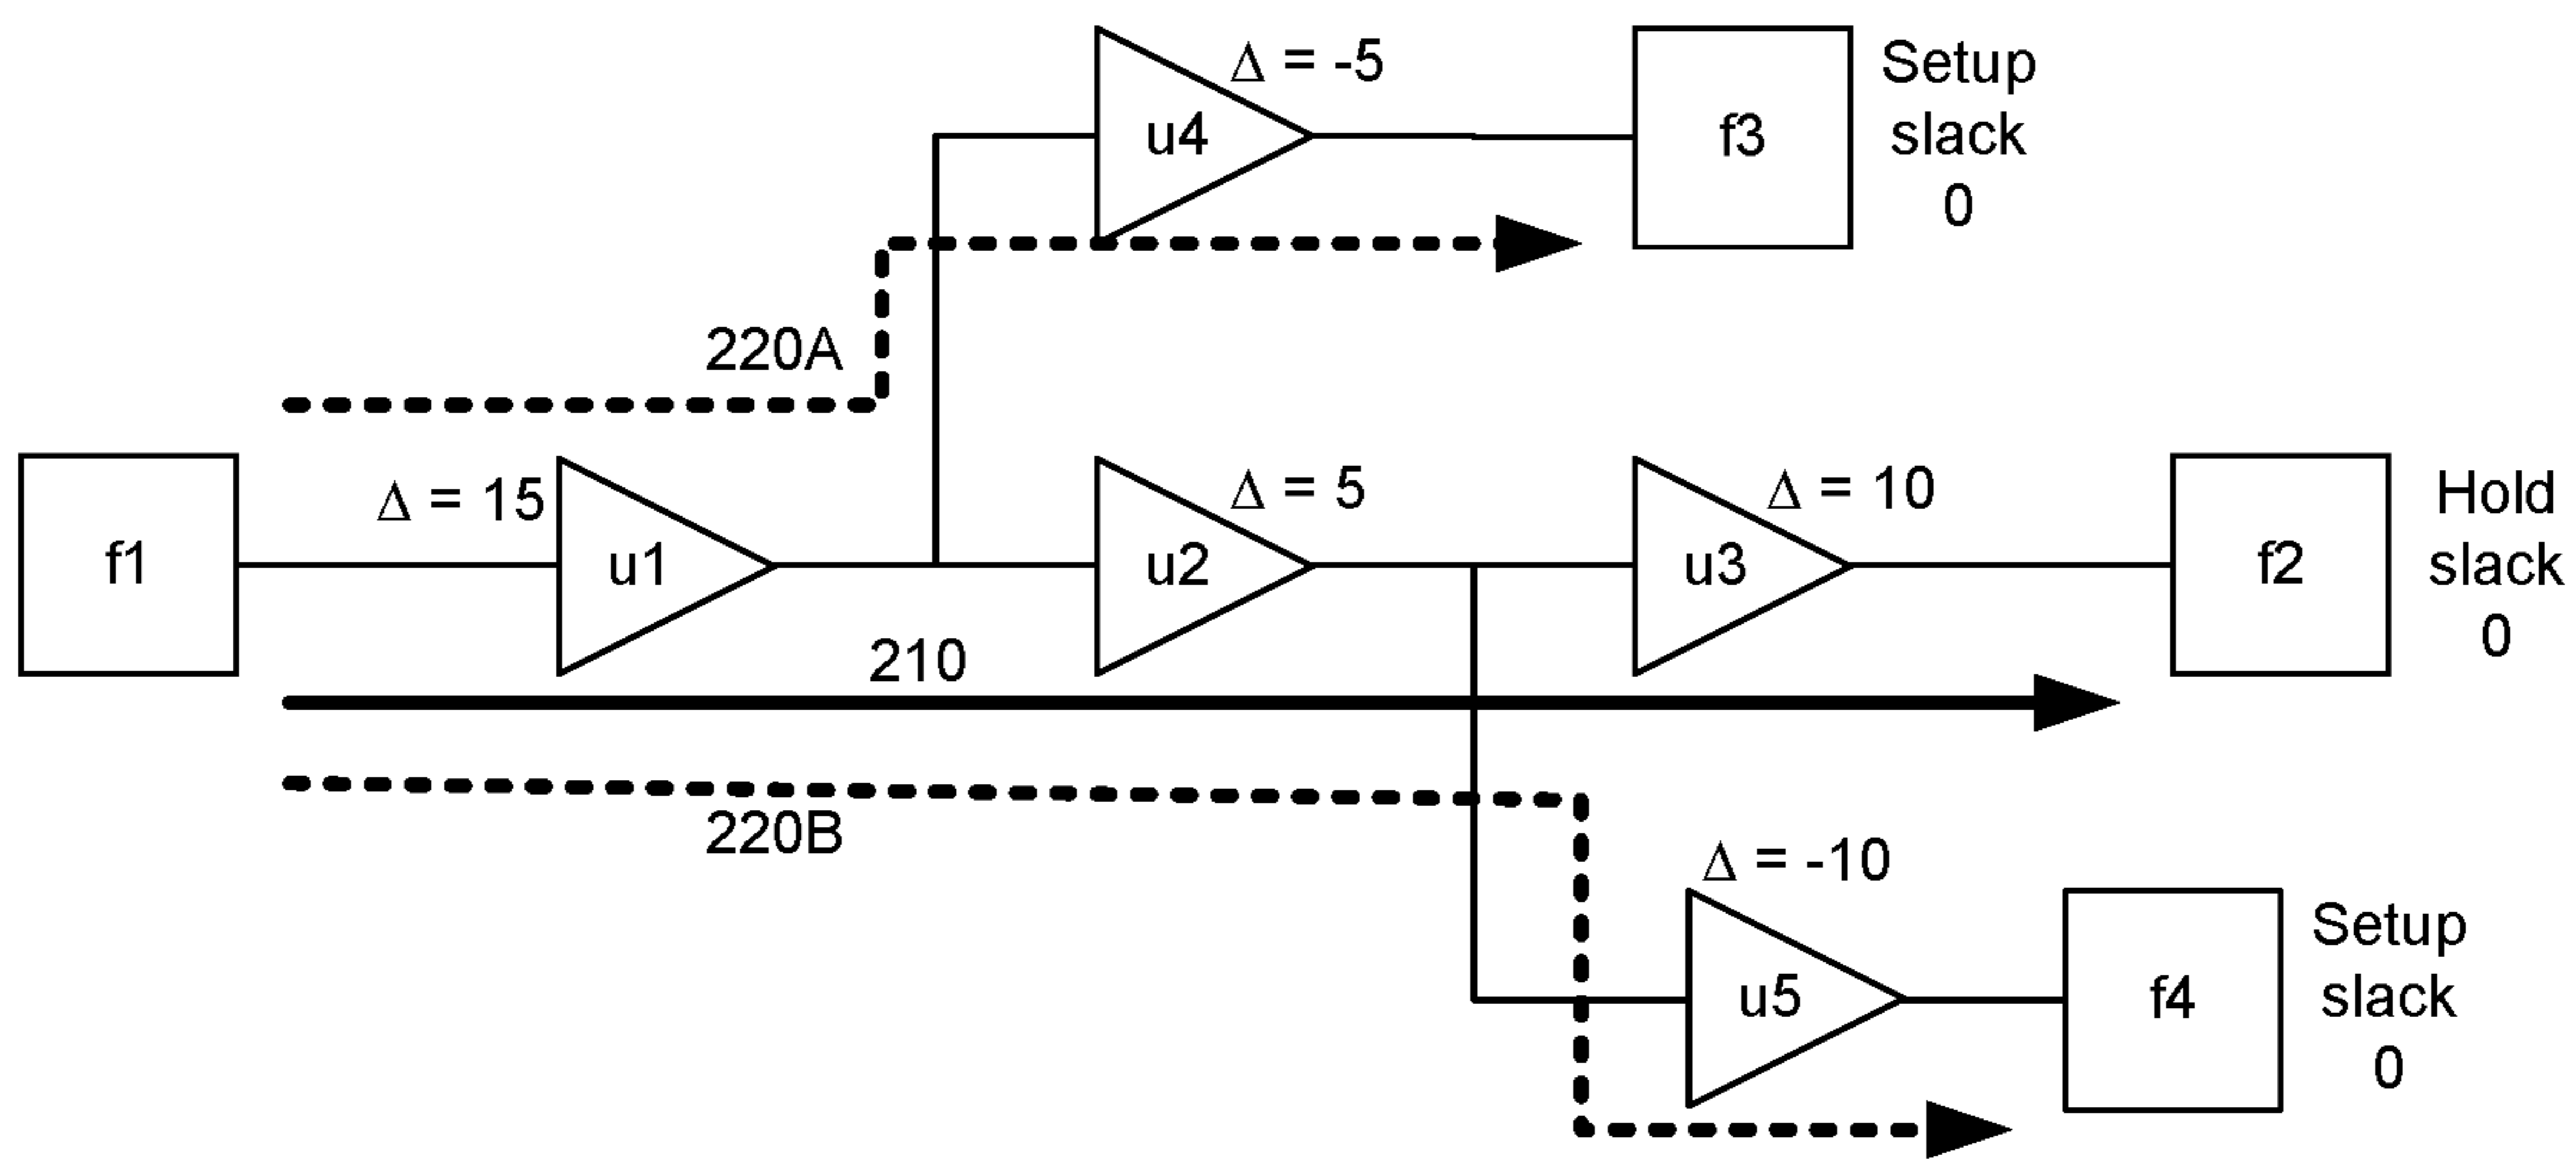 Δ = -5
u4
f3
Setup
slack
0
220A
f1
Δ = 15
u1
Δ = 5
u2
Δ = 10
u3
f2
Hold
slack
0
210
220B
Δ = -10
u5
f4
Setup
slack
0